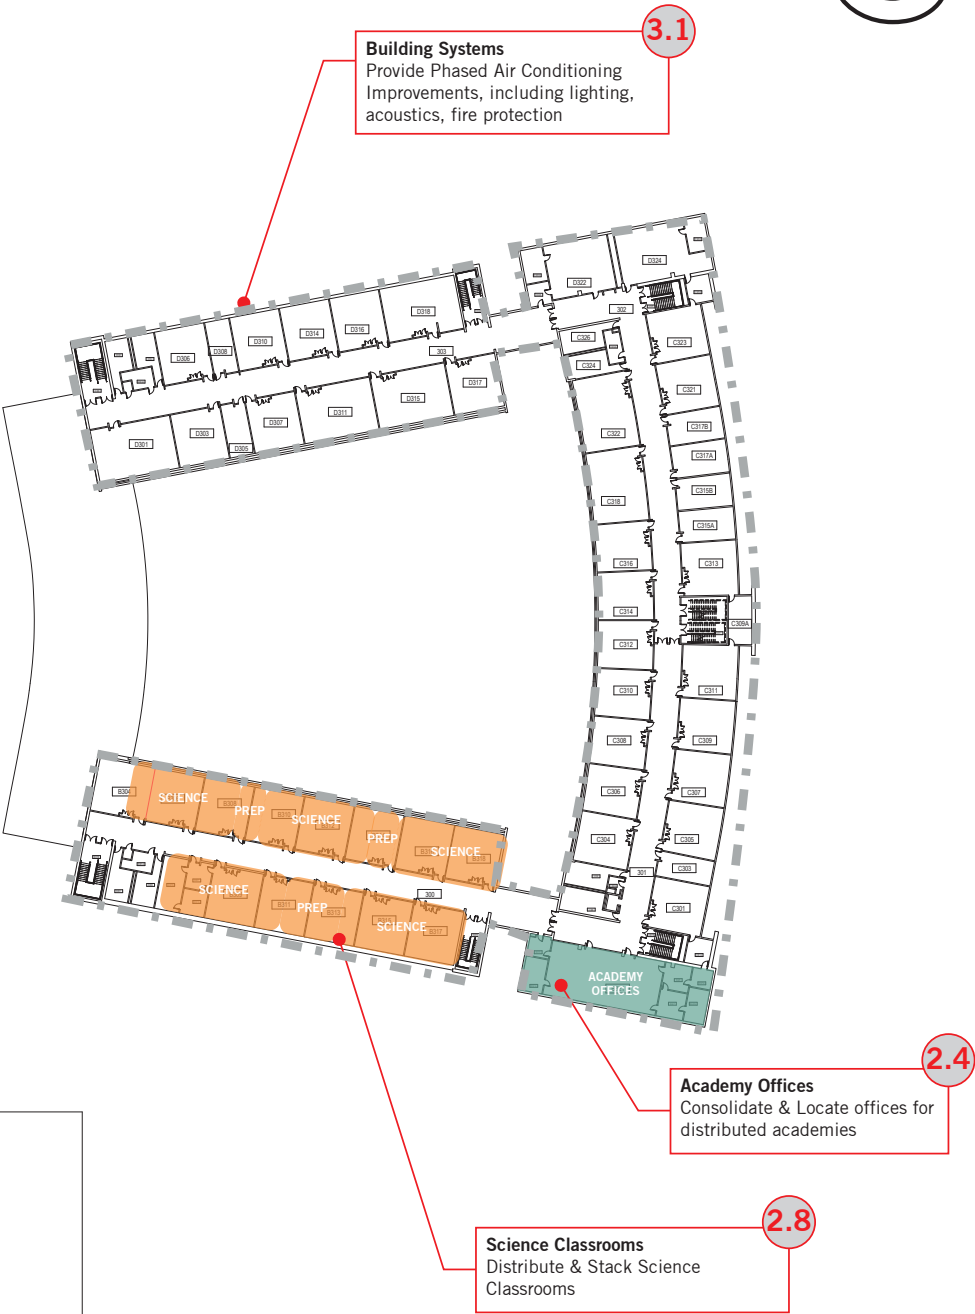 3.1
Building Systems
Provide Phased Air Conditioning
Improvements, including lighting,
acoustics, fire protection
D324
D322
302
D318
D316
D314
D310
D308
D306
303
C326
C323
C324
C321
D317
D315
D311
D307
D305
D303
D301
C317B
C322
C317A
C315B
C318
C315A
C316
C313
C314
C309A
C312
C310
C311
C308
C309
C306
C307
B304
SCIENCE
PREP
SCIENCE
PREP
SCIENCE
C304
C305
C303
301
C301
SCIENCE
300
B311
PREP
SCIENCE
B317
ACADEMY
OFFICES
2.4
Academy Offices
Consolidate & Locate offices for
distributed academies
2.8
Science Classrooms
Distribute & Stack Science
Classrooms